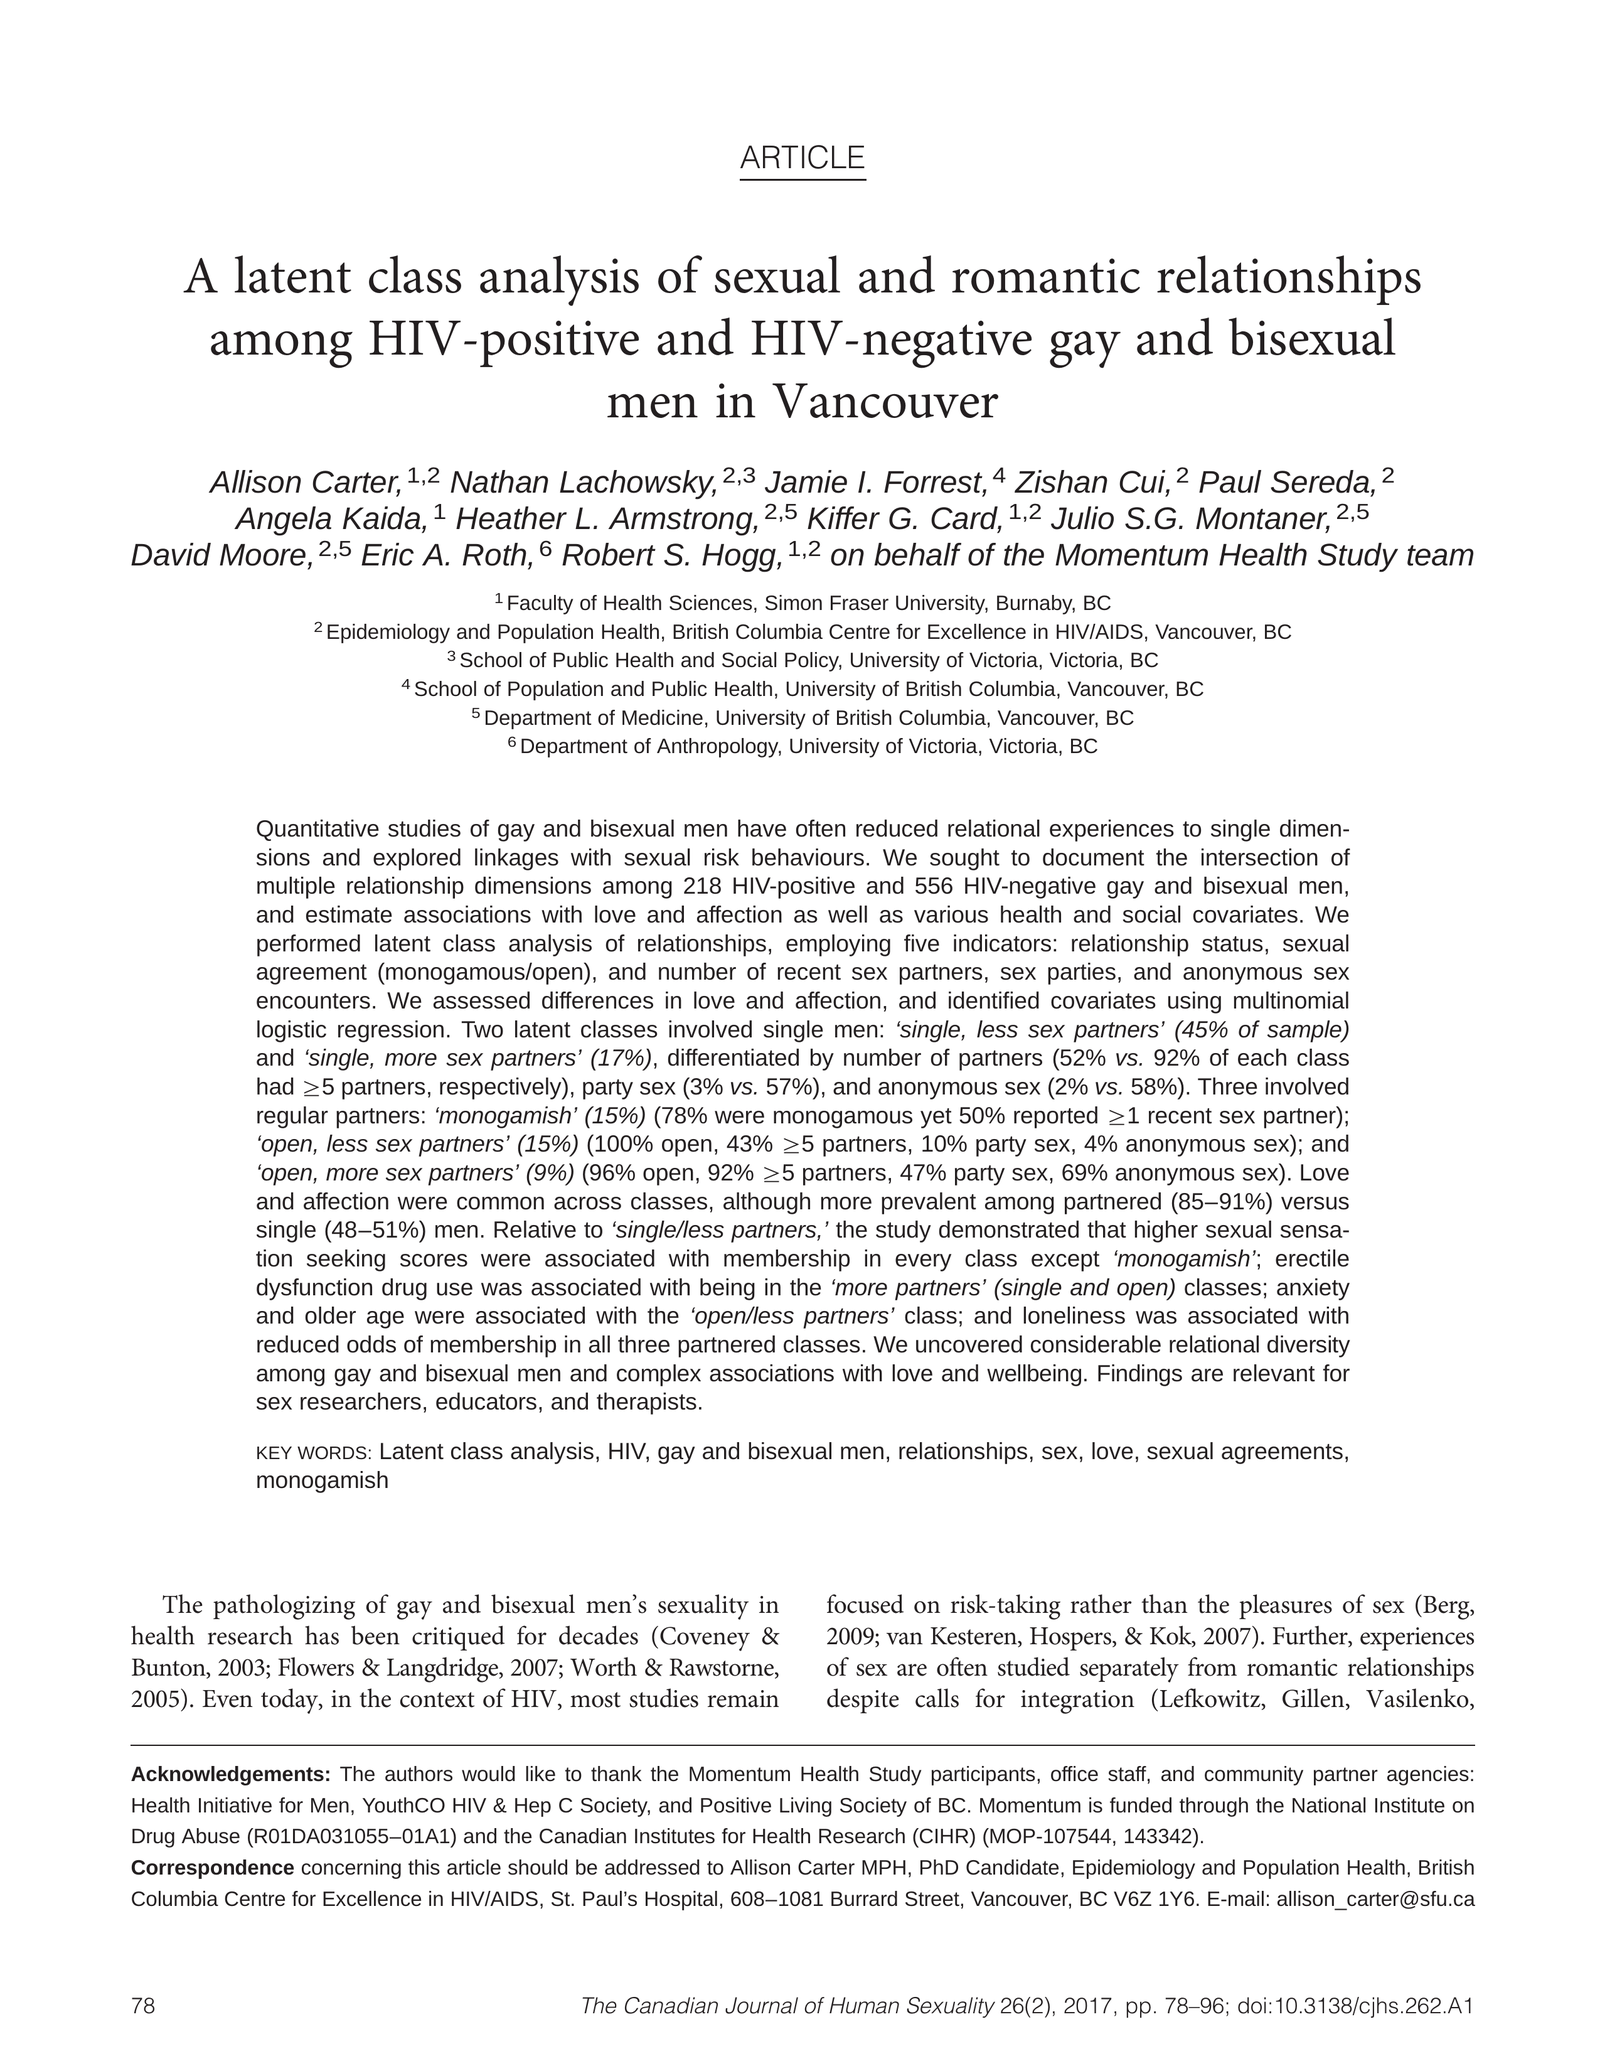 ARTICLE
A latent class analysis of sexual and romantic relationships
among HIV-positive and HIV-negative gay and bisexual
men in Vancouver
Allison Carter,1,2 Nathan Lachowsky,2,3 Jamie I. Forrest,4 Zishan Cui,2 Paul Sereda,2
Angela Kaida,1 Heather L. Armstrong,2,5 Kiffer G. Card,1,2 Julio S.G. Montaner,2,5
David Moore,2,5 Eric A. Roth,6 Robert S. Hogg,1,2 on behalf of the Momentum Health Study team
1 Faculty of Health Sciences, Simon Fraser University, Burnaby, BC
2 Epidemiology and Population Health, British Columbia Centre for Excellence in HIV/AIDS, Vancouver, BC
3 School of Public Health and Social Policy, University of Victoria, Victoria, BC
4 School of Population and Public Health, University of British Columbia, Vancouver, BC
5 Department of Medicine, University of British Columbia, Vancouver, BC
6 Department of Anthropology, University of Victoria, Victoria, BC
Quantitative studies of gay and bisexual men have often reduced relational experiences to single dimen-
sions and explored linkages with sexual risk behaviours. We sought to document the intersection of
multiple relationship dimensions among 218 HIV-positive and 556 HIV-negative gay and bisexual men,
and estimate associations with love and affection as well as various health and social covariates. We
performed latent class analysis of relationships, employing five indicators: relationship status, sexual
agreement (monogamous/open), and number of recent sex partners, sex parties, and anonymous sex
encounters. We assessed differences in love and affection, and identified covariates using multinomial
logistic regression. Two latent classes involved single men: ‘single, less sex partners’ (45% of sample)
and ‘single, more sex partners’ (17%), differentiated by number of partners (52% vs. 92% of each class
had ≥5 partners, respectively), party sex (3% vs. 57%), and anonymous sex (2% vs. 58%). Three involved
regular partners: ‘monogamish’ (15%) (78% were monogamous yet 50% reported ≥1 recent sex partner);
‘open, less sex partners’ (15%) (100% open, 43% ≥5 partners, 10% party sex, 4% anonymous sex); and
‘open, more sex partners’ (9%) (96% open, 92% ≥5 partners, 47% party sex, 69% anonymous sex). Love
and affection were common across classes, although more prevalent among partnered (85–91%) versus
single (48–51%) men. Relative to ‘single/less partners,’ the study demonstrated that higher sexual sensa-
tion seeking scores were associated with membership in every class except ‘monogamish’; erectile
dysfunction drug use was associated with being in the ‘more partners’ (single and open) classes; anxiety
and older age were associated with the ‘open/less partners’ class; and loneliness was associated with
reduced odds of membership in all three partnered classes. We uncovered considerable relational diversity
among gay and bisexual men and complex associations with love and wellbeing. Findings are relevant for
sex researchers, educators, and therapists.
KEY WORDS: Latent class analysis, HIV, gay and bisexual men, relationships, sex, love, sexual agreements,
monogamish
The pathologizing of gay and bisexual men’s sexuality in
health research has been critiqued for decades (Coveney &
Bunton, 2003; Flowers & Langdridge, 2007; Worth & Rawstorne,
2005). Even today, in the context of HIV, most studies remain
focused on risk-taking rather than the pleasures of sex (Berg,
2009; van Kesteren, Hospers, & Kok, 2007). Further, experiences
of sex are often studied separately from romantic relationships
despite calls for integration (Lefkowitz, Gillen, Vasilenko,
Acknowledgements: The authors would like to thank the Momentum Health Study participants, office staff, and community partner agencies:
Health Initiative for Men, YouthCO HIV & Hep C Society, and Positive Living Society of BC. Momentum is funded through the National Institute on
Drug Abuse (R01DA031055–01A1) and the Canadian Institutes for Health Research (CIHR) (MOP-107544, 143342).
Correspondence concerning this article should be addressed to Allison Carter MPH, PhD Candidate, Epidemiology and Population Health, British
Columbia Centre for Excellence in HIV/AIDS, St. Paul’s Hospital, 608–1081 Burrard Street, Vancouver, BC V6Z 1Y6. E-mail: allison_carter@sfu.ca
78
The Canadian Journal of Human Sexuality 26(2), 2017, pp. 78–96; doi:10.3138/cjhs.262.A1